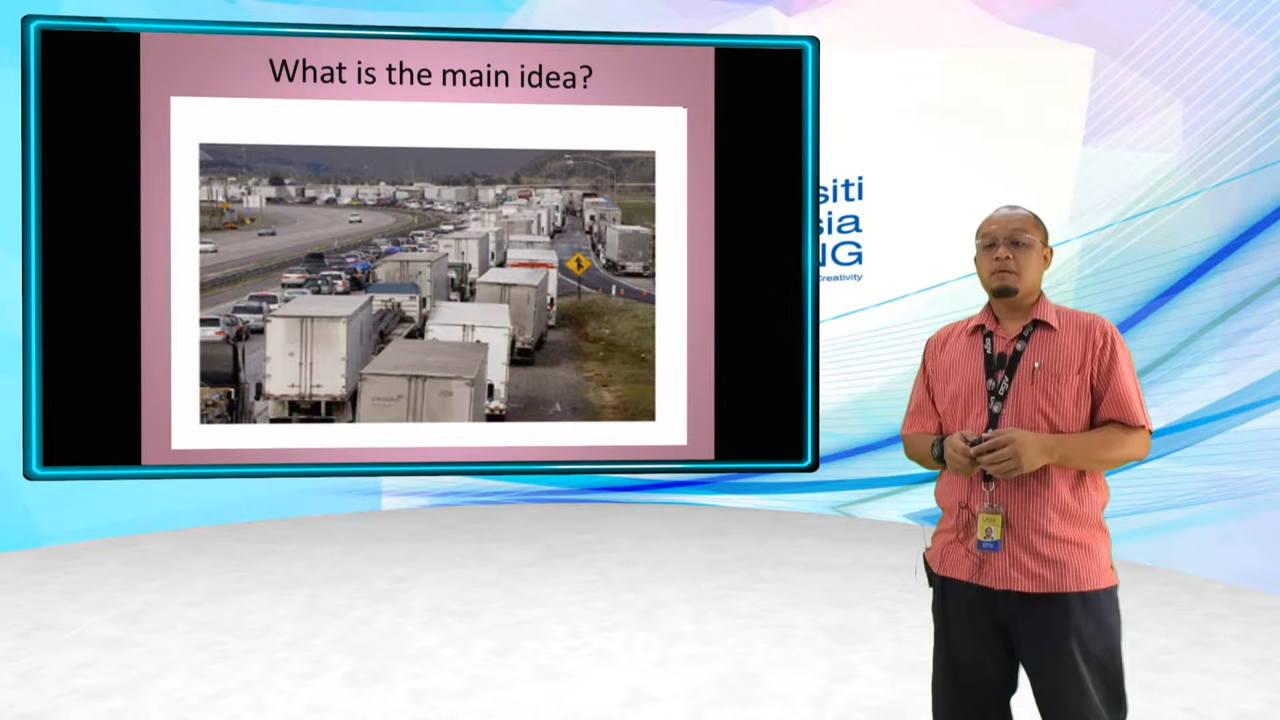 What is the main idea?
siti
sia
NG
Creativity